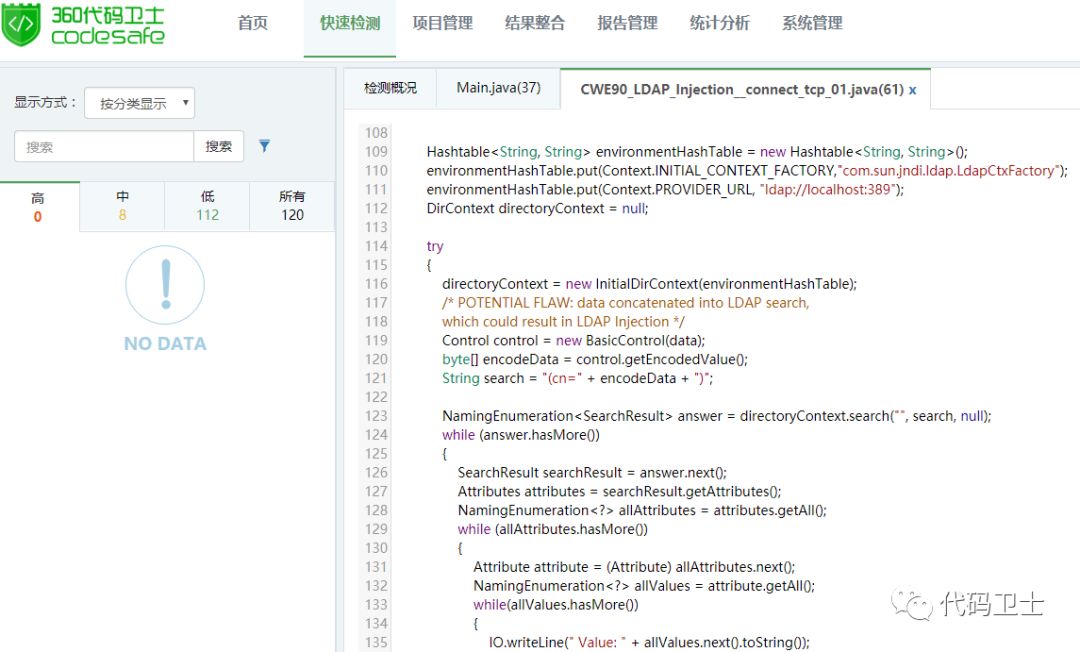 360代码卫士
codesafe
首页 快速检测 项目管理 结果整合 报告管理 统计分析 系统管理
显示方式： 按分类显示
搜索 搜索
高 中 低 所有
0 8 112 120
NO DATA
检测概况 Main.java(37) CWE90_LDAP_Injection__connect_tcp_01.java(61) x
108
109 Hashtable<String, String> environmentHashTable = new Hashtable<String, String>();
110 environmentHashTable.put(Context.INITIAL_CONTEXT_FACTORY,"com.sun.jndi.ldap.LdapCtxFactory");
111 environmentHashTable.put(Context.PROVIDER_URL, "ldap://localhost:389");
112 DirContext directoryContext = null;
113
114 try
115 {
116 directoryContext = new InitialDirContext(environmentHashTable);
117 /* POTENTIAL FLAW: data concatenated into LDAP search,
118 which could result in LDAP Injection */
119 Control control = new BasicControl(data);
120 byte[] encodeData = control.getEncodedValue();
121 String search = "(cn=" + encodeData + ")";
122
123 NamingEnumeration<SearchResult> answer = directoryContext.search("", search, null);
124 while (answer.hasMore())
125 {
126 SearchResult searchResult = answer.next();
127 Attributes attributes = searchResult.getAttributes();
128 NamingEnumeration<?> allAttributes = attributes.getAll();
129 while (allAttributes.hasMore())
130 {
131 Attribute attribute = (Attribute) allAttributes.next();
132 NamingEnumeration<?> allValues = attribute.getAll();
133 while(allValues.hasMore())
134 {
135 IO.writeLine(" Value: " + allValues.next().toString());
代码卫士